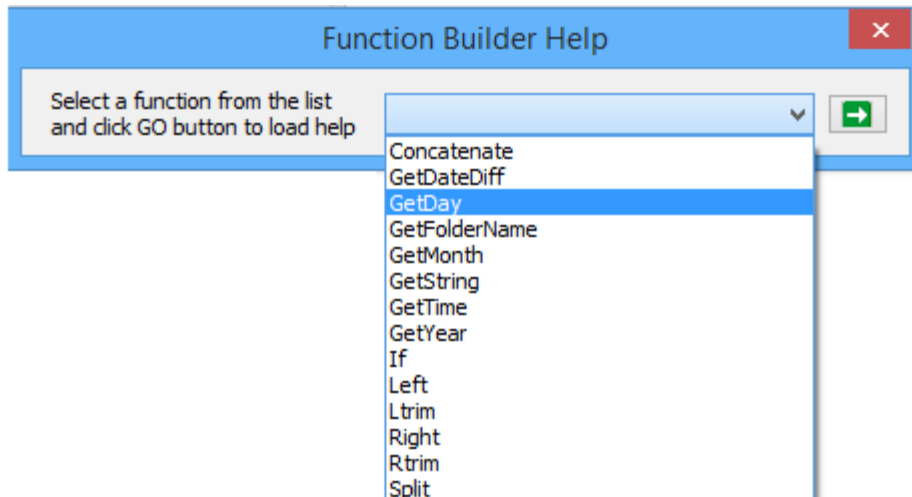 Function Builder Help
Select a function from the list
and click GO button to load help
Concatenate
GetDateDiff
GetDay
GetFolderName
GetMonth
GetString
GetTime
GetYear
If
Left
Ltrim
Right
Rtrim
Split